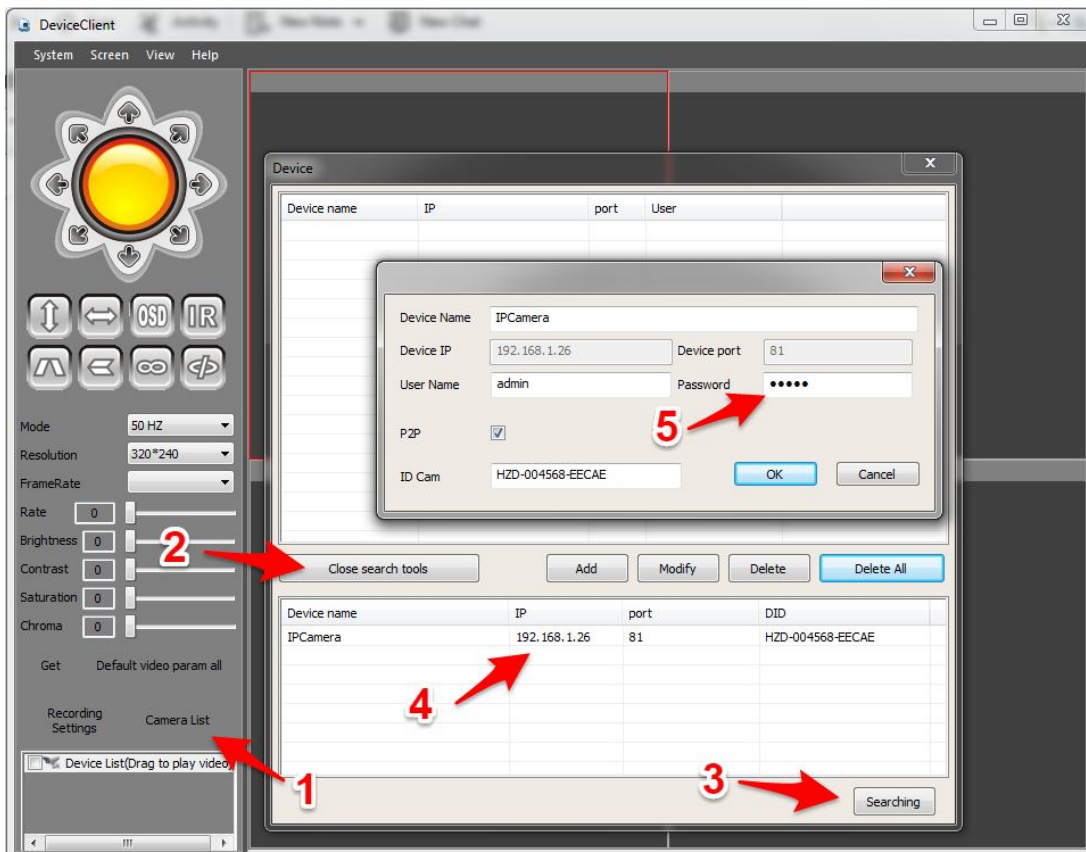 DeviceClient
Activity
New Note
New Chat
System Screen View Help
OSD IR
Mode 50 HZ
Resolution 320*240
FrameRate
Rate 0
Brightness 0
Contrast 0
Saturation 0
Chroma 0
Get Default video param all
Recording Settings
Camera List
Device List(Drag to play video)
1
Device
Device name IP port User
Device Name IPCamera
Device IP 192.168.1.26 Device port 81
User Name admin Password •••••
5
P2P
ID Cam HZD-004568-EECAE OK Cancel
2
Close search tools Add Modify Delete Delete All
Device name IP port DID
IPCamera 192.168.1.26 81 HZD-004568-EECAE
4
3
Searching